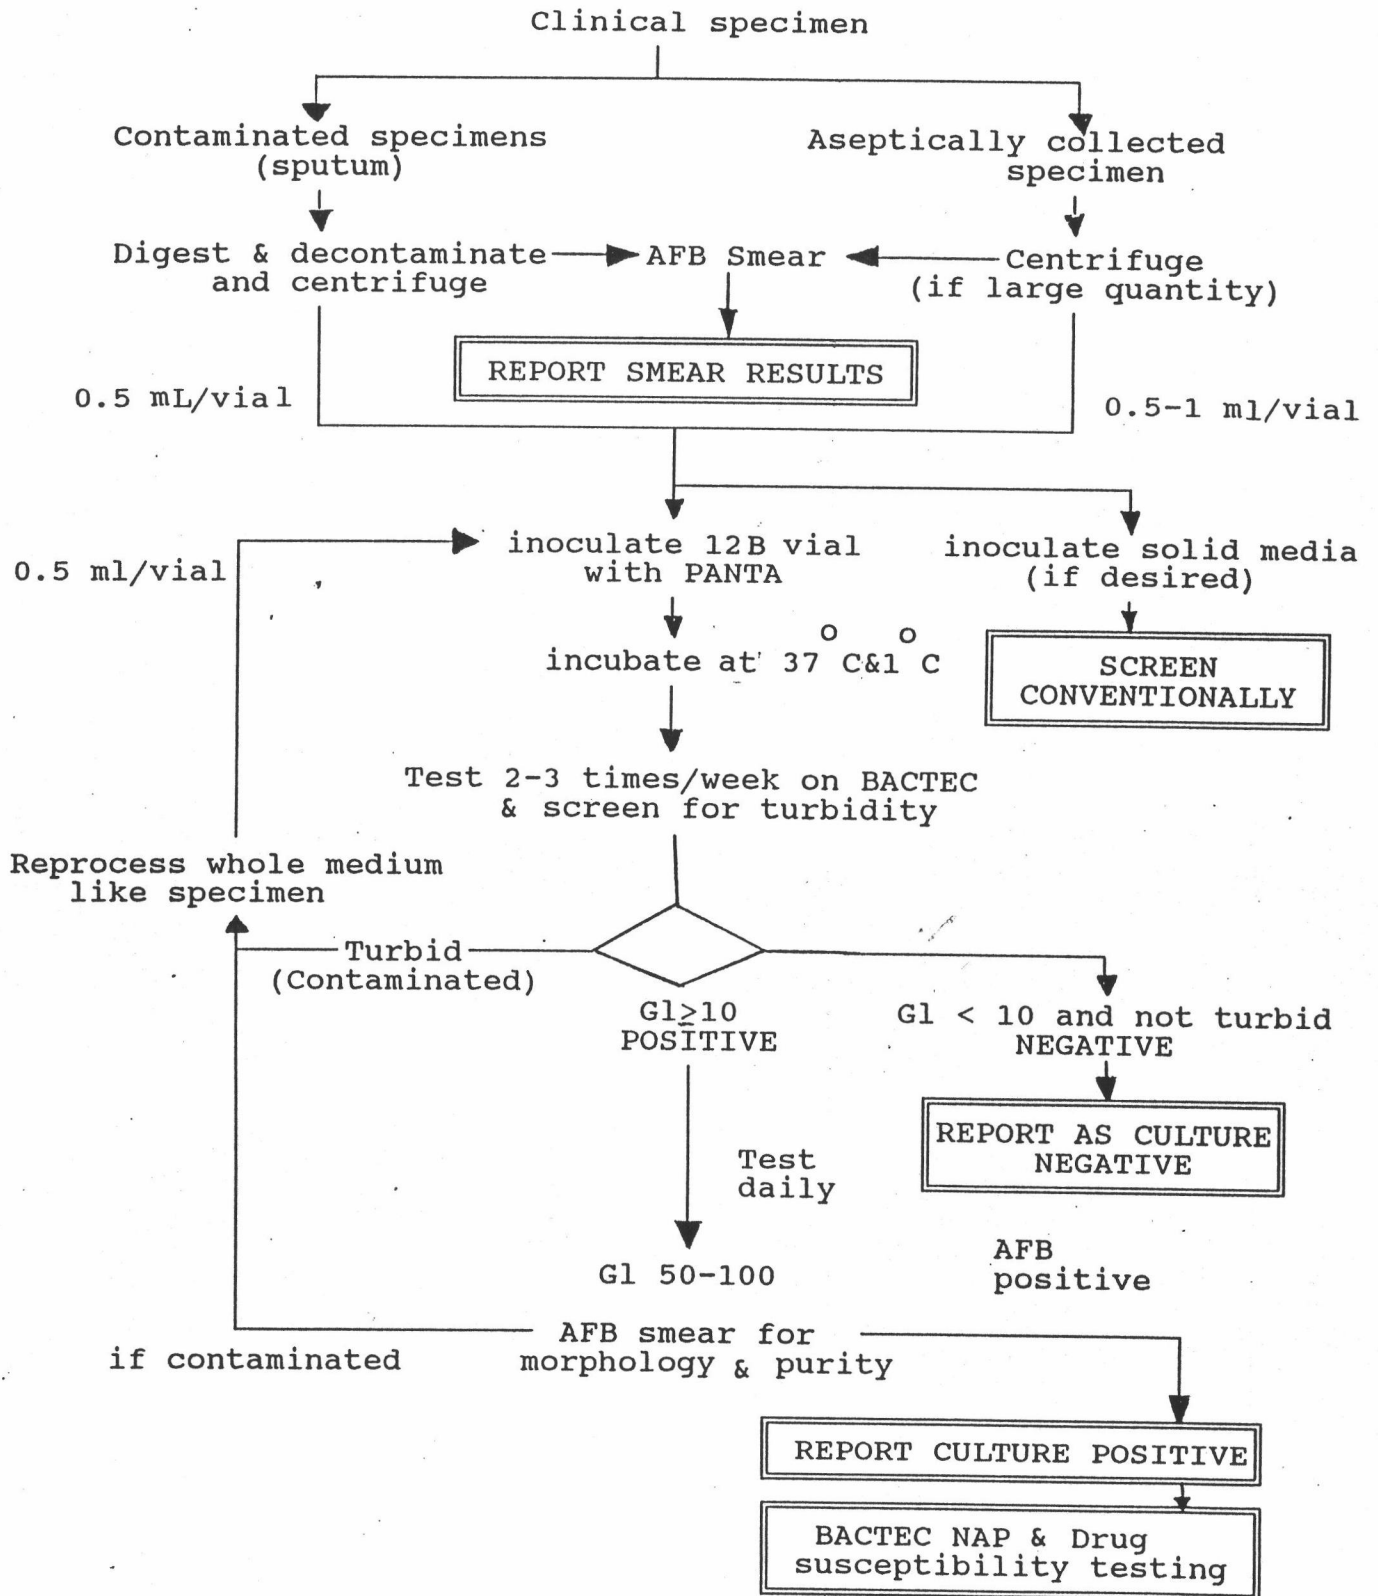 Clinical specimen
Contaminated specimens
(sputum)
Aseptically collected
specimen
Digest & decontaminate
and centrifuge
AFB Smear
Centrifuge
(if large quantity)
REPORT SMEAR RESULTS
0.5 mL/vial
0.5-1 ml/vial
0.5 ml/vial
inoculate 12B vial
with PANTA
inoculate solid media
(if desired)
incubate at 37°C&1°C
SCREEN
CONVENTIONALLY
Test 2-3 times/week on BACTEC
& screen for turbidity
Reprocess whole medium
like specimen
Turbid
(Contaminated)
Gl≥10
POSITIVE
Gl < 10 and not turbid
NEGATIVE
REPORT AS CULTURE
NEGATIVE
Test
daily
Gl 50-100
AFB
positive
if contaminated
AFB smear for
morphology & purity
REPORT CULTURE POSITIVE
BACTEC NAP & Drug
susceptibility testing